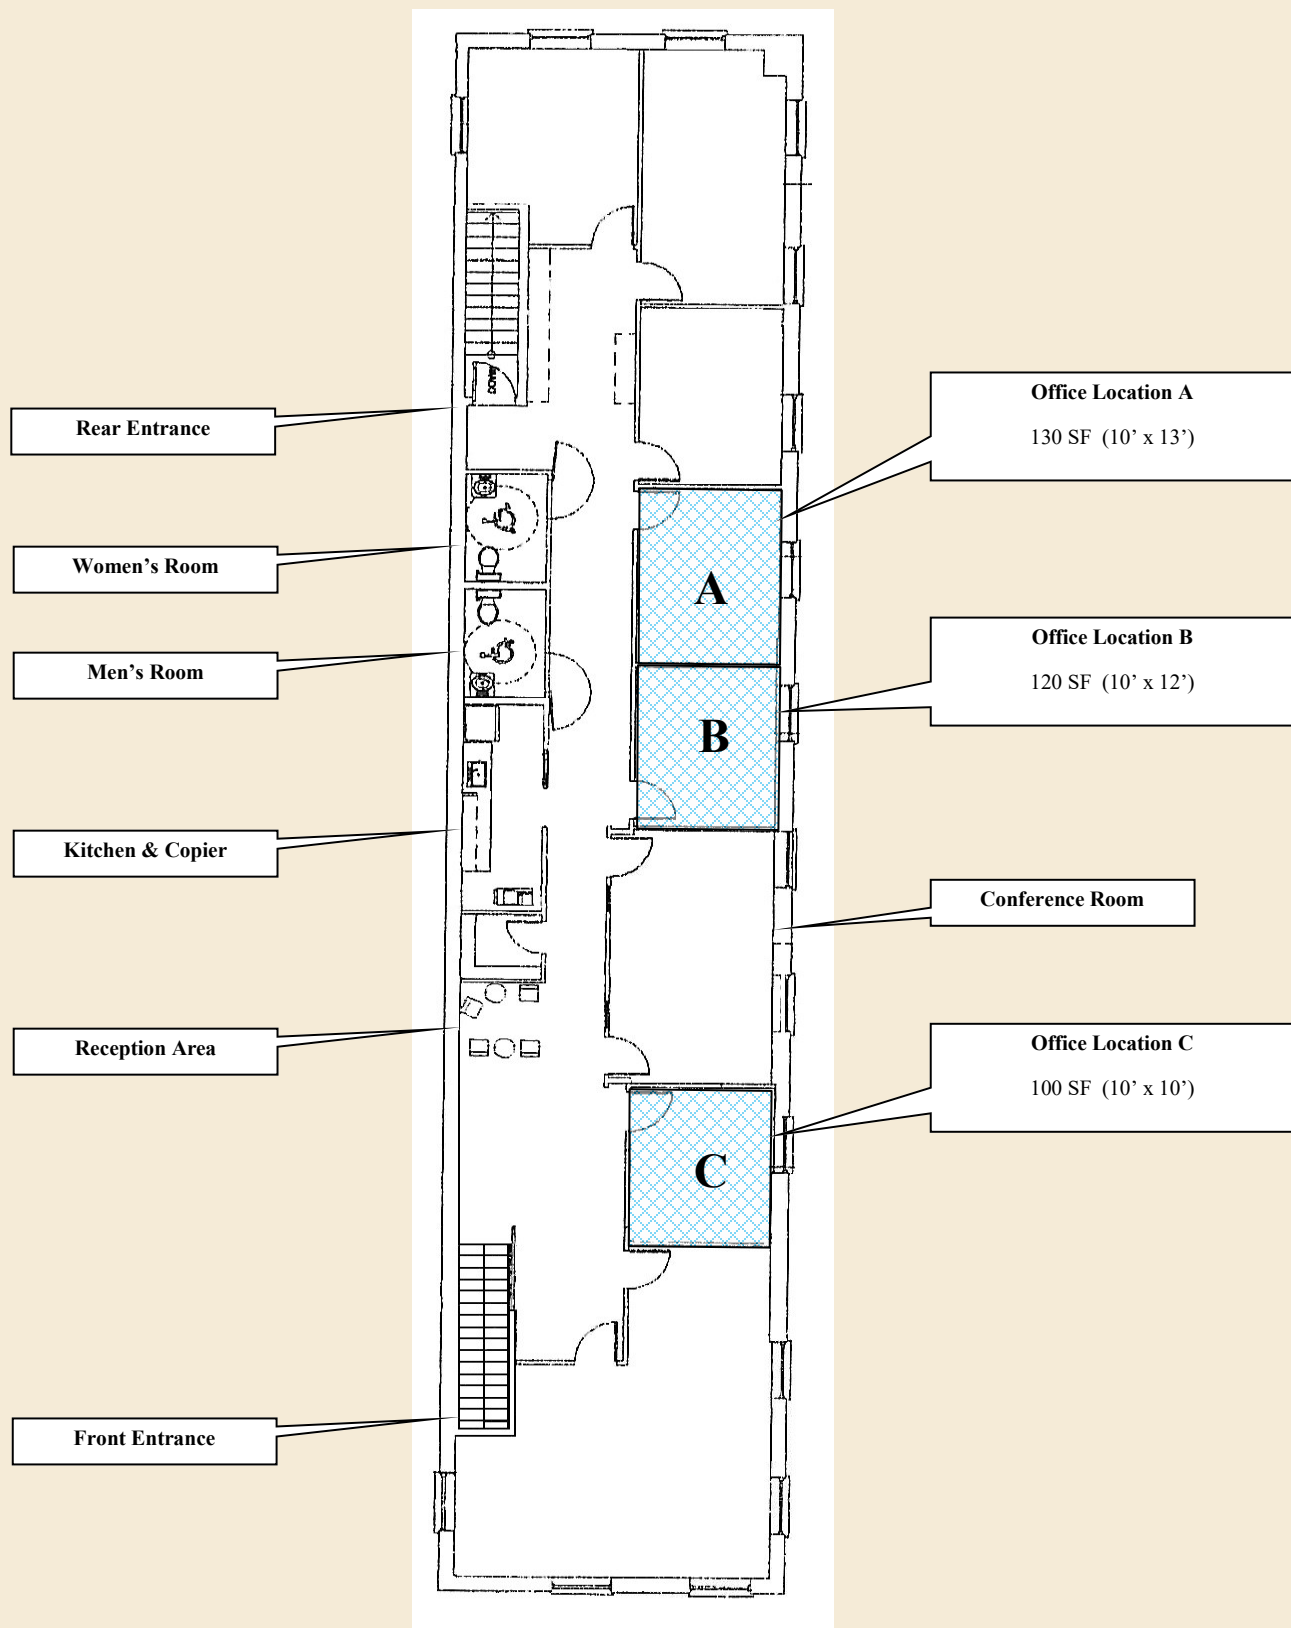 Office Location A
130 SF (10’ x 13’)
Rear Entrance
Women’s Room
A
Office Location B
120 SF (10’ x 12’)
Men’s Room
B
Kitchen & Copier
Conference Room
Reception Area
Office Location C
100 SF (10’ x 10’)
C
Front Entrance